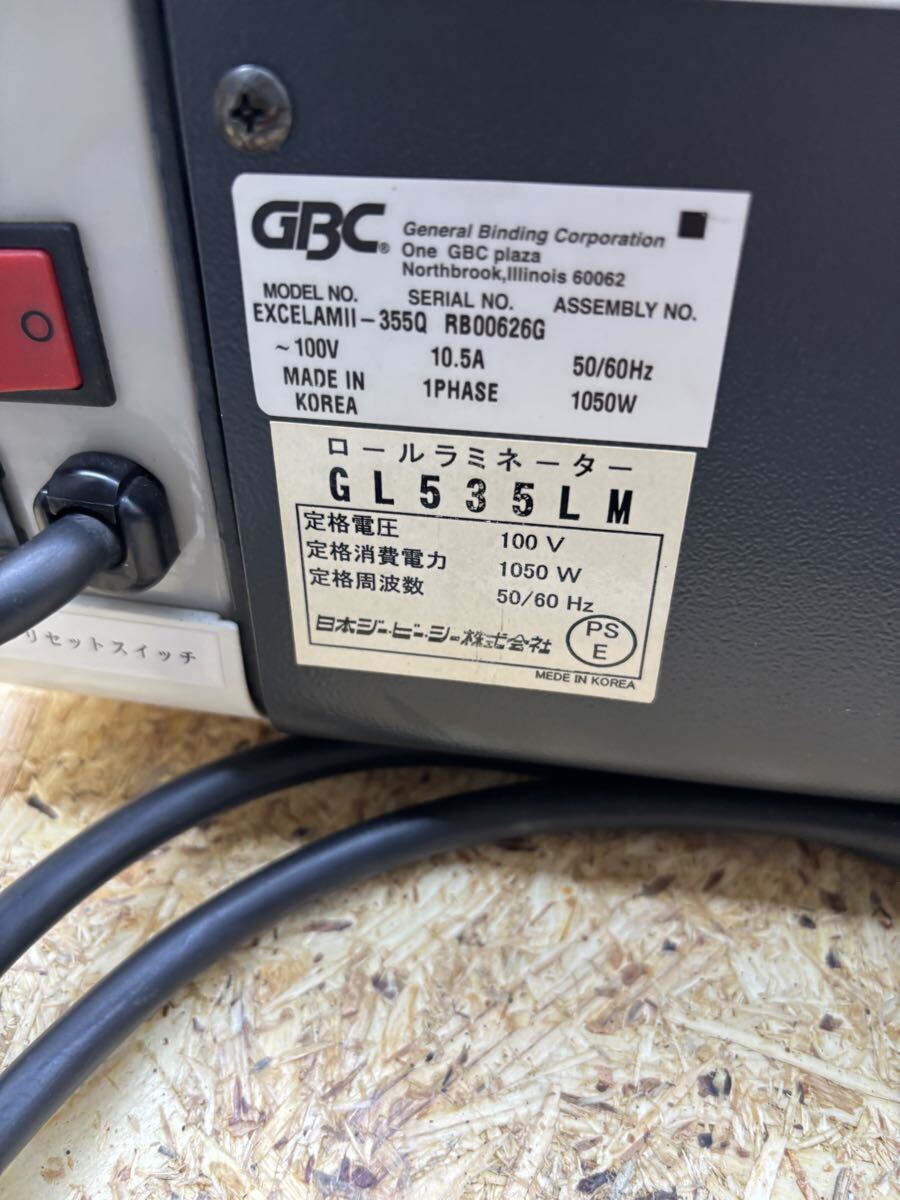 GBC®
General Binding Corporation
One GBC plaza
Northbrook,Illinois 60062
MODEL NO. SERIAL NO. ASSEMBLY NO.
EXCELAMII-355Q RB00626G
~100V 10.5A 50/60Hz
MADE IN KOREA 1PHASE 1050W
ロールラミネーター
GL535LM
定格電圧 100 V
定格消費電力 1050 W
定格周波数 50/60 Hz
日本ジー・ビー・シー株式会社
PS E
MEDE IN KOREA
リセットスイッチ
O